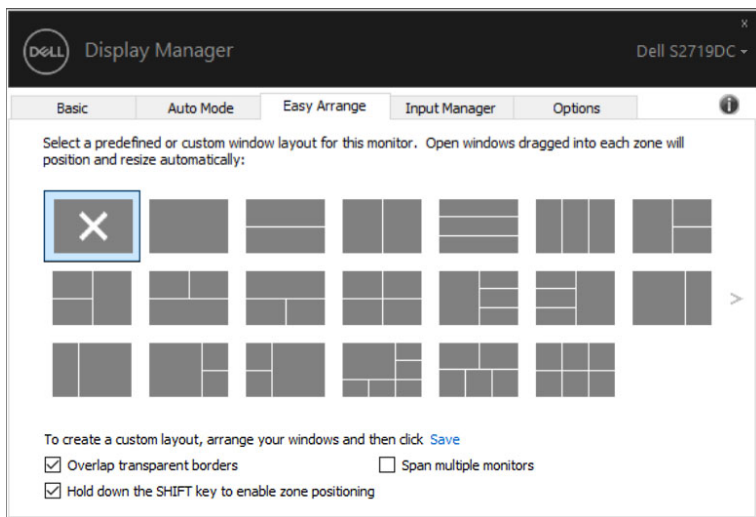 x
DELL
Display Manager
Dell S2719DC
Basic
Auto Mode
Easy Arrange
Input Manager
Options
i
Select a predefined or custom window layout for this monitor. Open windows dragged into each zone will
position and resize automatically:
>
To create a custom layout, arrange your windows and then click Save
Overlap transparent borders
Span multiple monitors
Hold down the SHIFT key to enable zone positioning